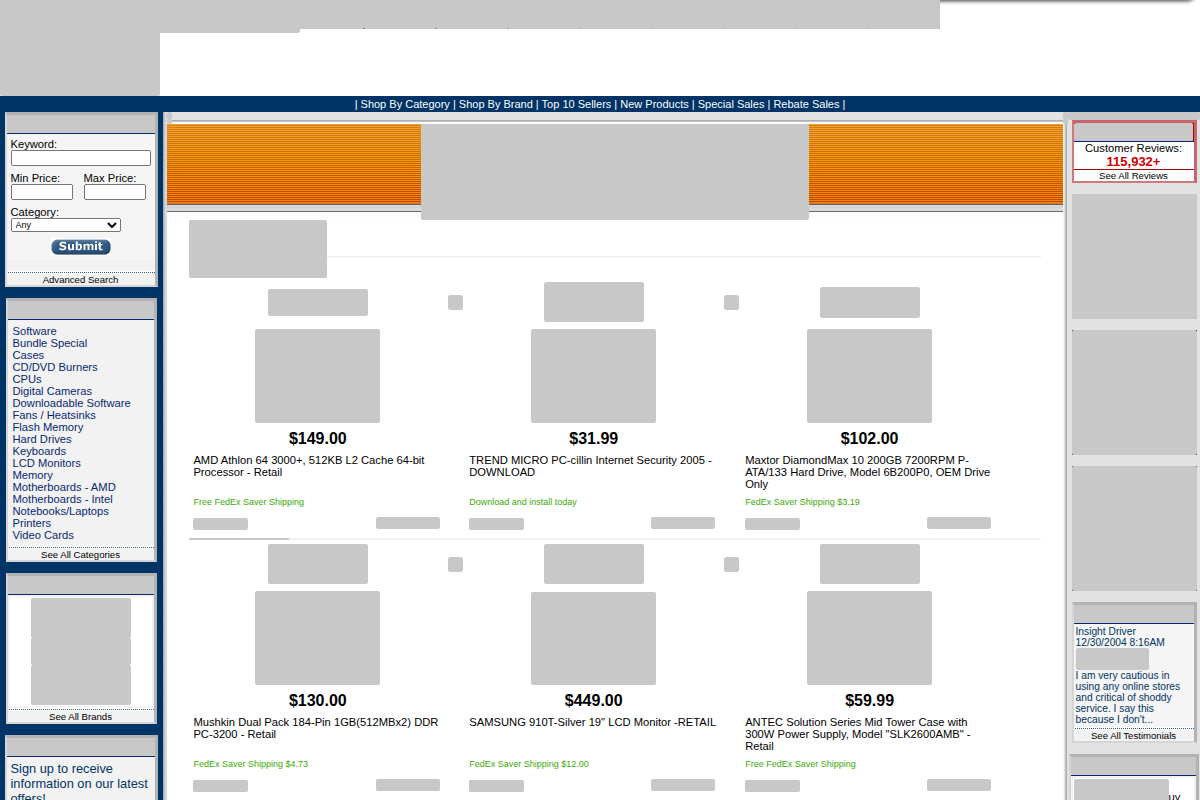 | Shop By Category | Shop By Brand | Top 10 Sellers | New Products | Special Sales | Rebate Sales |
Keyword:
Min Price: Max Price:
Category:
Any
Submit
Advanced Search
Software
Bundle Special
Cases
CD/DVD Burners
CPUs
Digital Cameras
Downloadable Software
Fans / Heatsinks
Flash Memory
Hard Drives
Keyboards
LCD Monitors
Memory
Motherboards - AMD
Motherboards - Intel
Notebooks/Laptops
Printers
Video Cards
See All Categories
See All Brands
Sign up to receive
information on our latest
offers!
$149.00
AMD Athlon 64 3000+, 512KB L2 Cache 64-bit
Processor - Retail
Free FedEx Saver Shipping
$31.99
TREND MICRO PC-cillin Internet Security 2005 -
DOWNLOAD
Download and install today
$102.00
Maxtor DiamondMax 10 200GB 7200RPM P-
ATA/133 Hard Drive, Model 6B200P0, OEM Drive
Only
FedEx Saver Shipping $3.19
$130.00
Mushkin Dual Pack 184-Pin 1GB(512MBx2) DDR
PC-3200 - Retail
FedEx Saver Shipping $4.73
$449.00
SAMSUNG 910T-Silver 19" LCD Monitor -RETAIL
FedEx Saver Shipping $12.00
$59.99
ANTEC Solution Series Mid Tower Case with
300W Power Supply, Model "SLK2600AMB" -
Retail
Free FedEx Saver Shipping
Customer Reviews:
115,932+
See All Reviews
Insight Driver
12/30/2004 8:16AM
I am very cautious in
using any online stores
and critical of shoddy
service. I say this
because I don't...
See All Testimonials